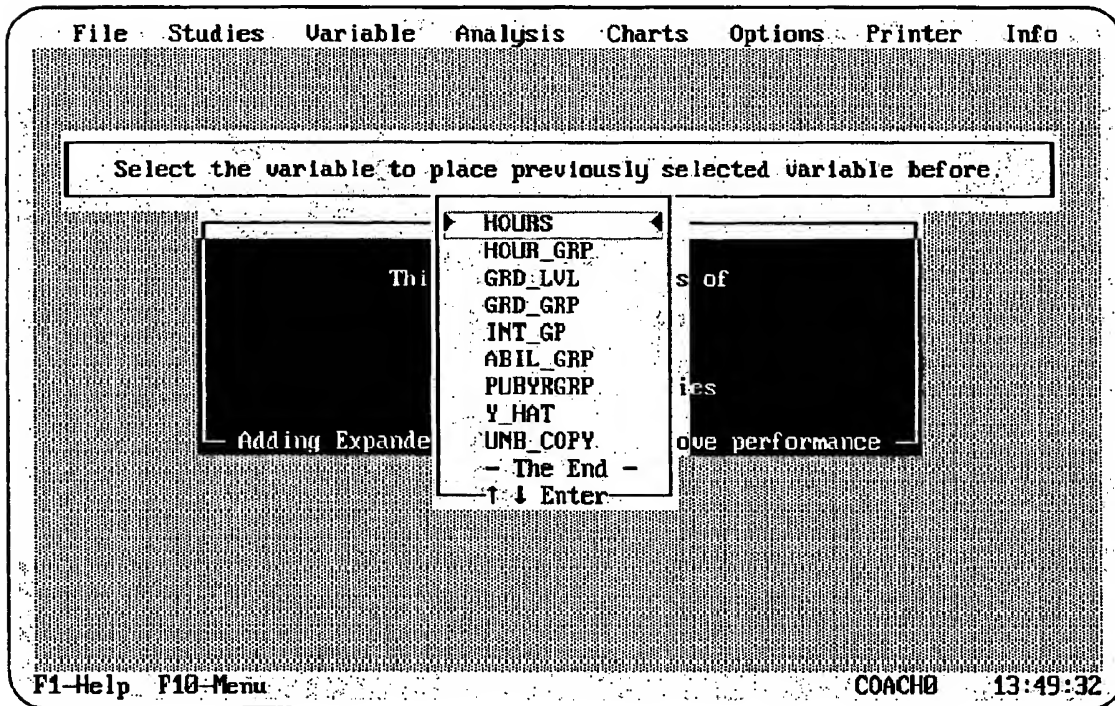 File Studies Variable Analysis Charts Options Printer Info
Select the variable to place previously selected variable before.
HOURS
HOUR_GRP
Thi GRD_LVL s of
GRD_GRP
INT_GP
ABIL_GRP
PUBYRGRP ies
Y_HAT
Adding Expande UNB_COPY ove performance
- The End -
↑ ↓ Enter
F1-Help F10-Menu COACH0 13:49:32